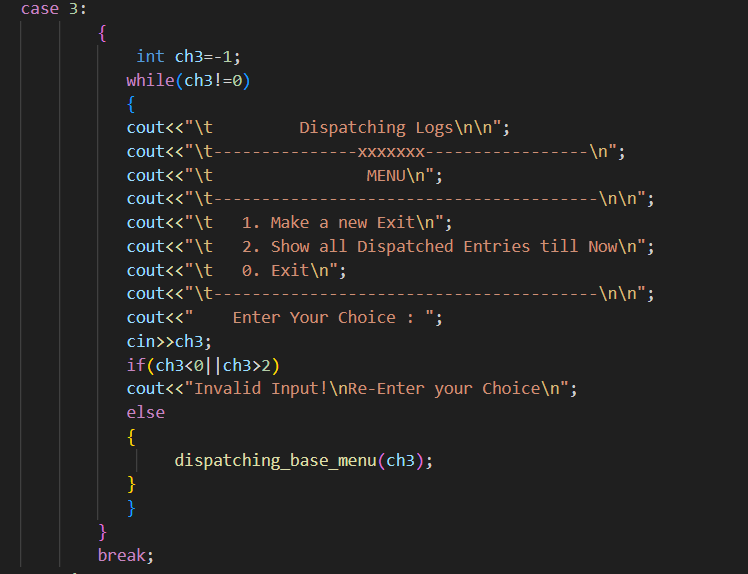 case 3:
{
int ch3=-1;
while(ch3!=0)
{
cout<<"\t         Dispatching Logs\n\n";
cout<<"\t---------------xxxxxxx-----------------\n";
cout<<"\t                MENU\n";
cout<<"\t----------------------------------------\n\n";
cout<<"\t   1. Make a new Exit\n";
cout<<"\t   2. Show all Dispatched Entries till Now\n";
cout<<"\t   0. Exit\n";
cout<<"\t----------------------------------------\n\n";
cout<<"    Enter Your Choice : ";
cin>>ch3;
if(ch3<0||ch3>2)
cout<<"Invalid Input!\nRe-Enter your Choice\n";
else
{
dispatching_base_menu(ch3);
}
}
}
break;